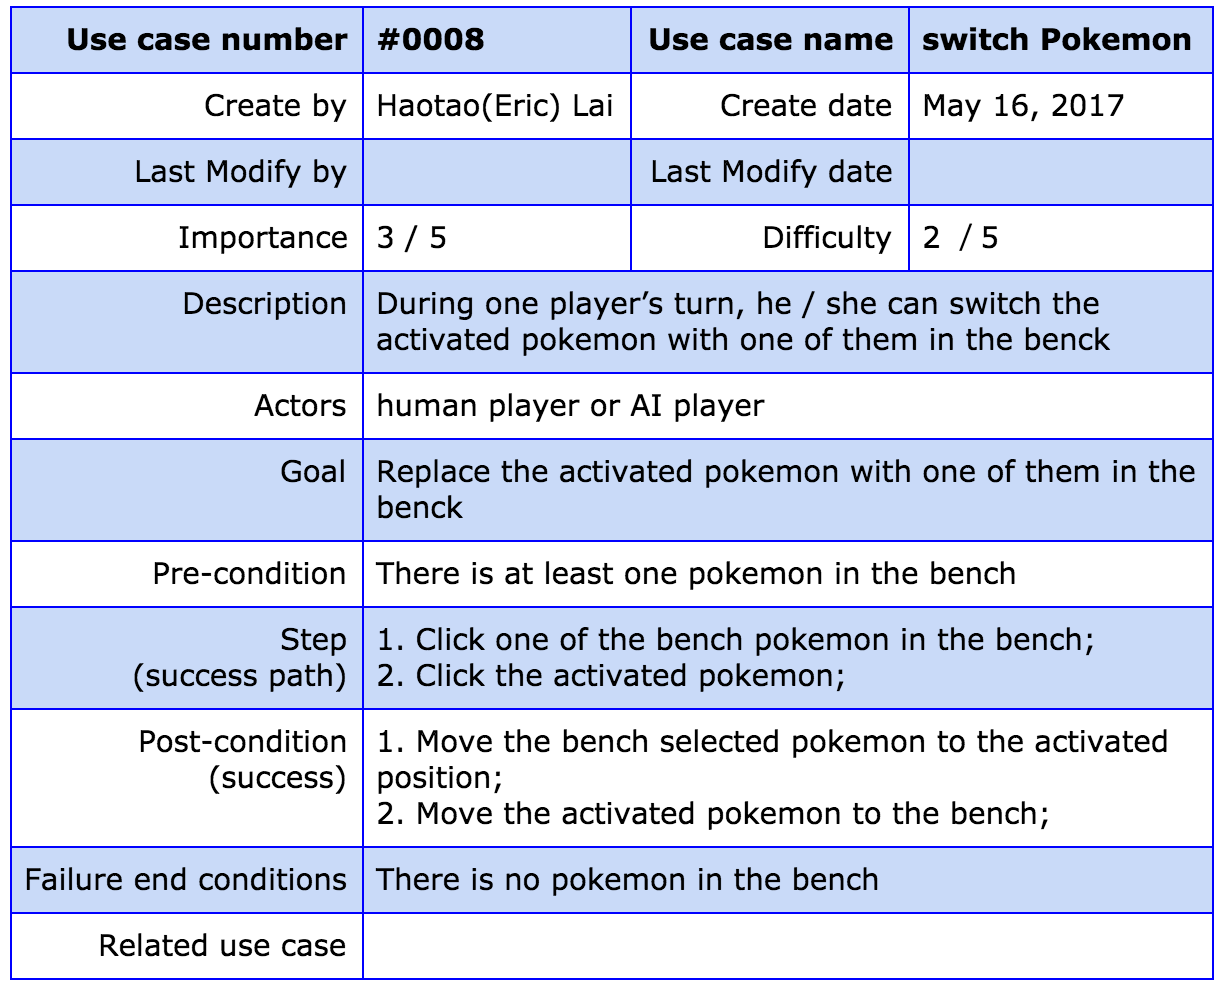 Use case number #0008 Use case name switch Pokemon
Create by Haotao(Eric) Lai Create date May 16, 2017
Last Modify by Last Modify date
Importance 3 / 5 Difficulty 2 / 5
Description During one player’s turn, he / she can switch the
activated pokemon with one of them in the benck
Actors human player or AI player
Goal Replace the activated pokemon with one of them in the
benck
Pre-condition There is at least one pokemon in the bench
Step 1. Click one of the bench pokemon in the bench;
(success path) 2. Click the activated pokemon;
Post-condition 1. Move the bench selected pokemon to the activated
(success) position;
2. Move the activated pokemon to the bench;
Failure end conditions There is no pokemon in the bench
Related use case